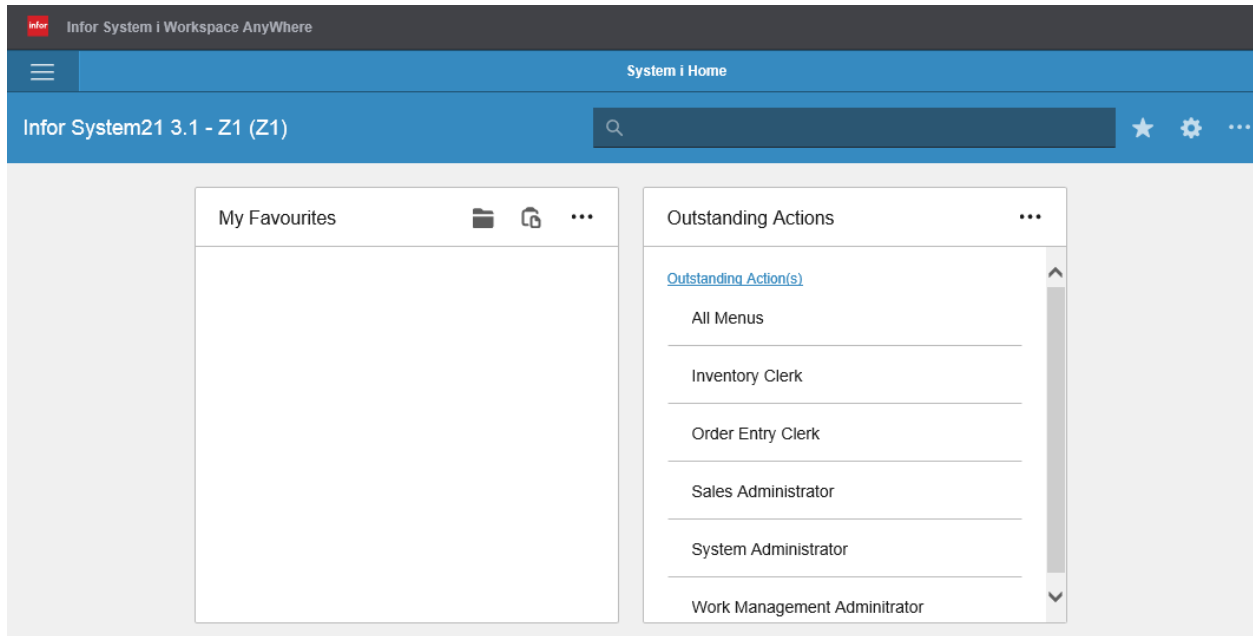 infor
Infor System i Workspace AnyWhere
System i Home
Infor System21 3.1 - Z1 (Z1)
My Favourites
Outstanding Actions
Outstanding Action(s)
All Menus
Inventory Clerk
Order Entry Clerk
Sales Administrator
System Administrator
Work Management Adminitrator